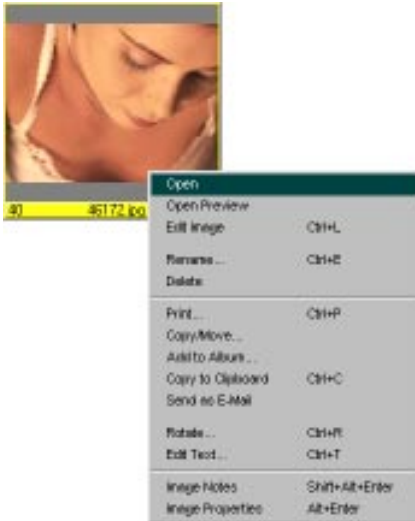 40 46172.jpg
Open
Open Preview
Edit Image Ctrl+L
Rename... Ctrl+E
Delete
Print... Ctrl+P
Copy/Move...
Add to Album...
Copy to Clipboard Ctrl+C
Send as E-Mail
Rotate... Ctrl+R
Edit Text... Ctrl+T
Image Notes Shift+Alt+Enter
Image Properties Alt+Enter